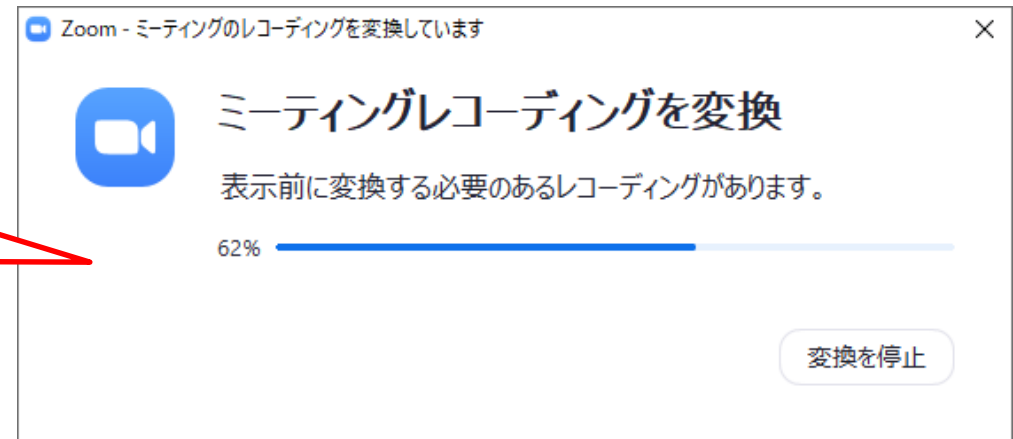 Zoom - ミーティングのレコーディングを変換しています
ミーティングレコーディングを変換
表示前に変換する必要のあるレコーディングがあります。
62%
変換を停止